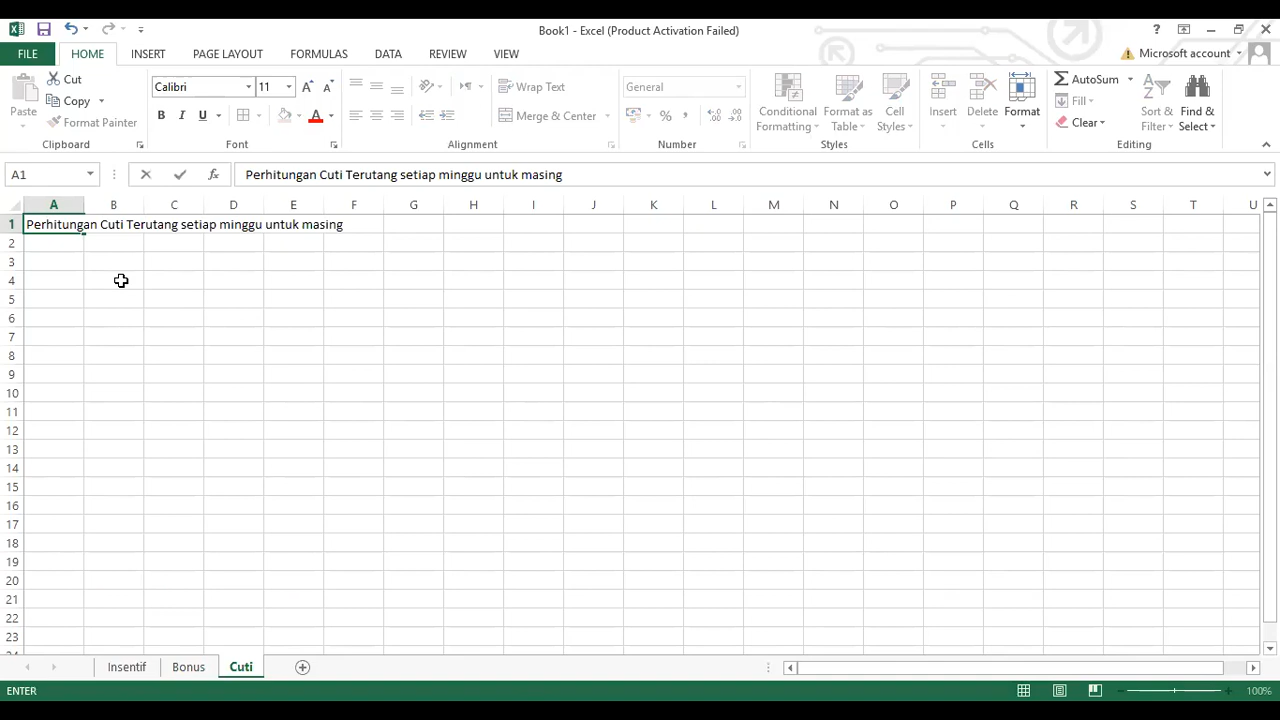 Book1 - Excel (Product Activation Failed)
FILE HOME INSERT PAGE LAYOUT FORMULAS DATA REVIEW VIEW Microsoft account
Paste Cut Copy Format Painter Clipboard
Calibri 11 B I U A Font
Wrap Text Merge & Center Alignment
General % , Number
Conditional Formatting Format as Table Cell Styles Styles
Insert Delete Format Cells
AutoSum Fill Clear Sort & Filter Find & Select Editing
A1 fx Perhitungan Cuti Terutang setiap minggu untuk masing
A B C D E F G H I J K L M N O P Q R S T U
1 Perhitungan Cuti Terutang setiap minggu untuk masing
2
3
4
5
6
7
8
9
10
11
12
13
14
15
16
17
18
19
20
21
22
23
24
Insentif Bonus Cuti
ENTER 100%